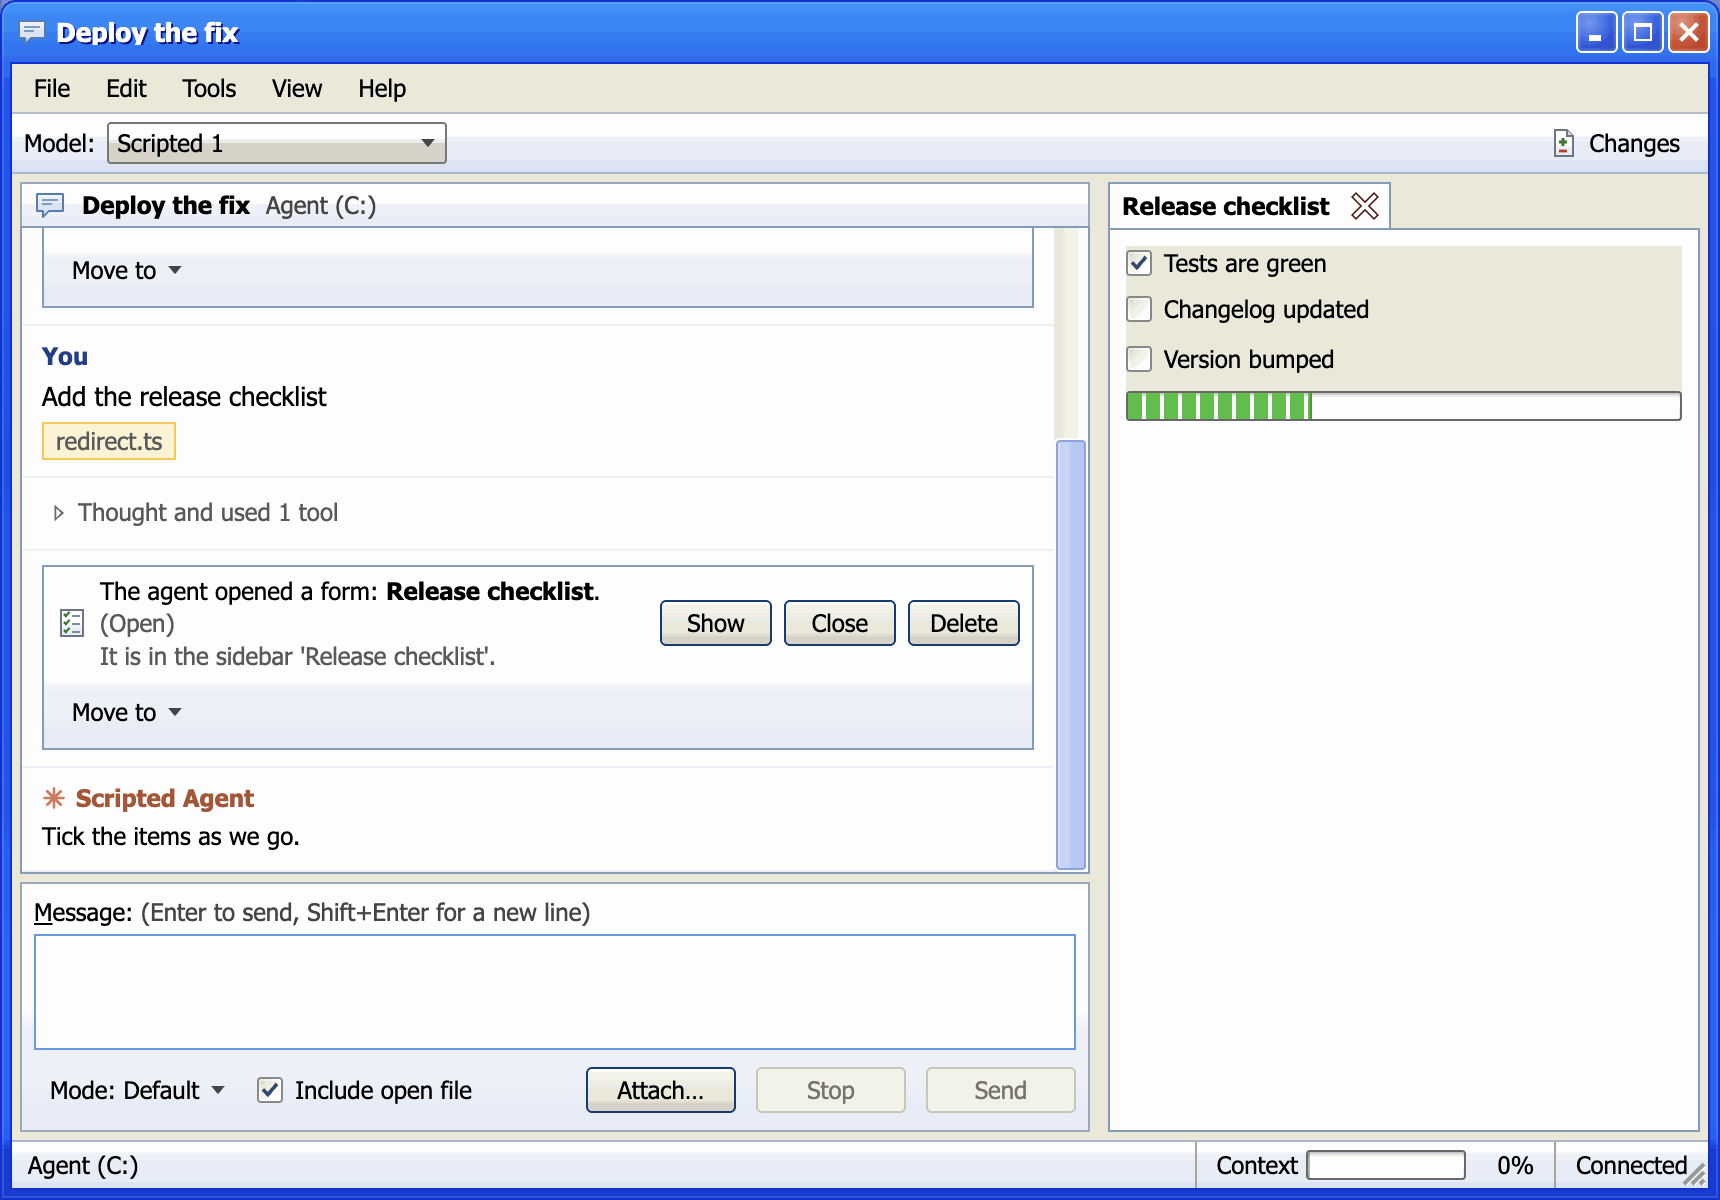 Deploy the fix
File Edit Tools View Help
Model: Scripted 1
Changes
Deploy the fix Agent (C:)
Move to
You
Add the release checklist
redirect.ts
Thought and used 1 tool
The agent opened a form: Release checklist.
(Open)
It is in the sidebar 'Release checklist'.
Show Close Delete
Move to
Scripted Agent
Tick the items as we go.
Message: (Enter to send, Shift+Enter for a new line)
Mode: Default Include open file Attach... Stop Send
Release checklist
Tests are green
Changelog updated
Version bumped
Agent (C:) Context 0% Connected